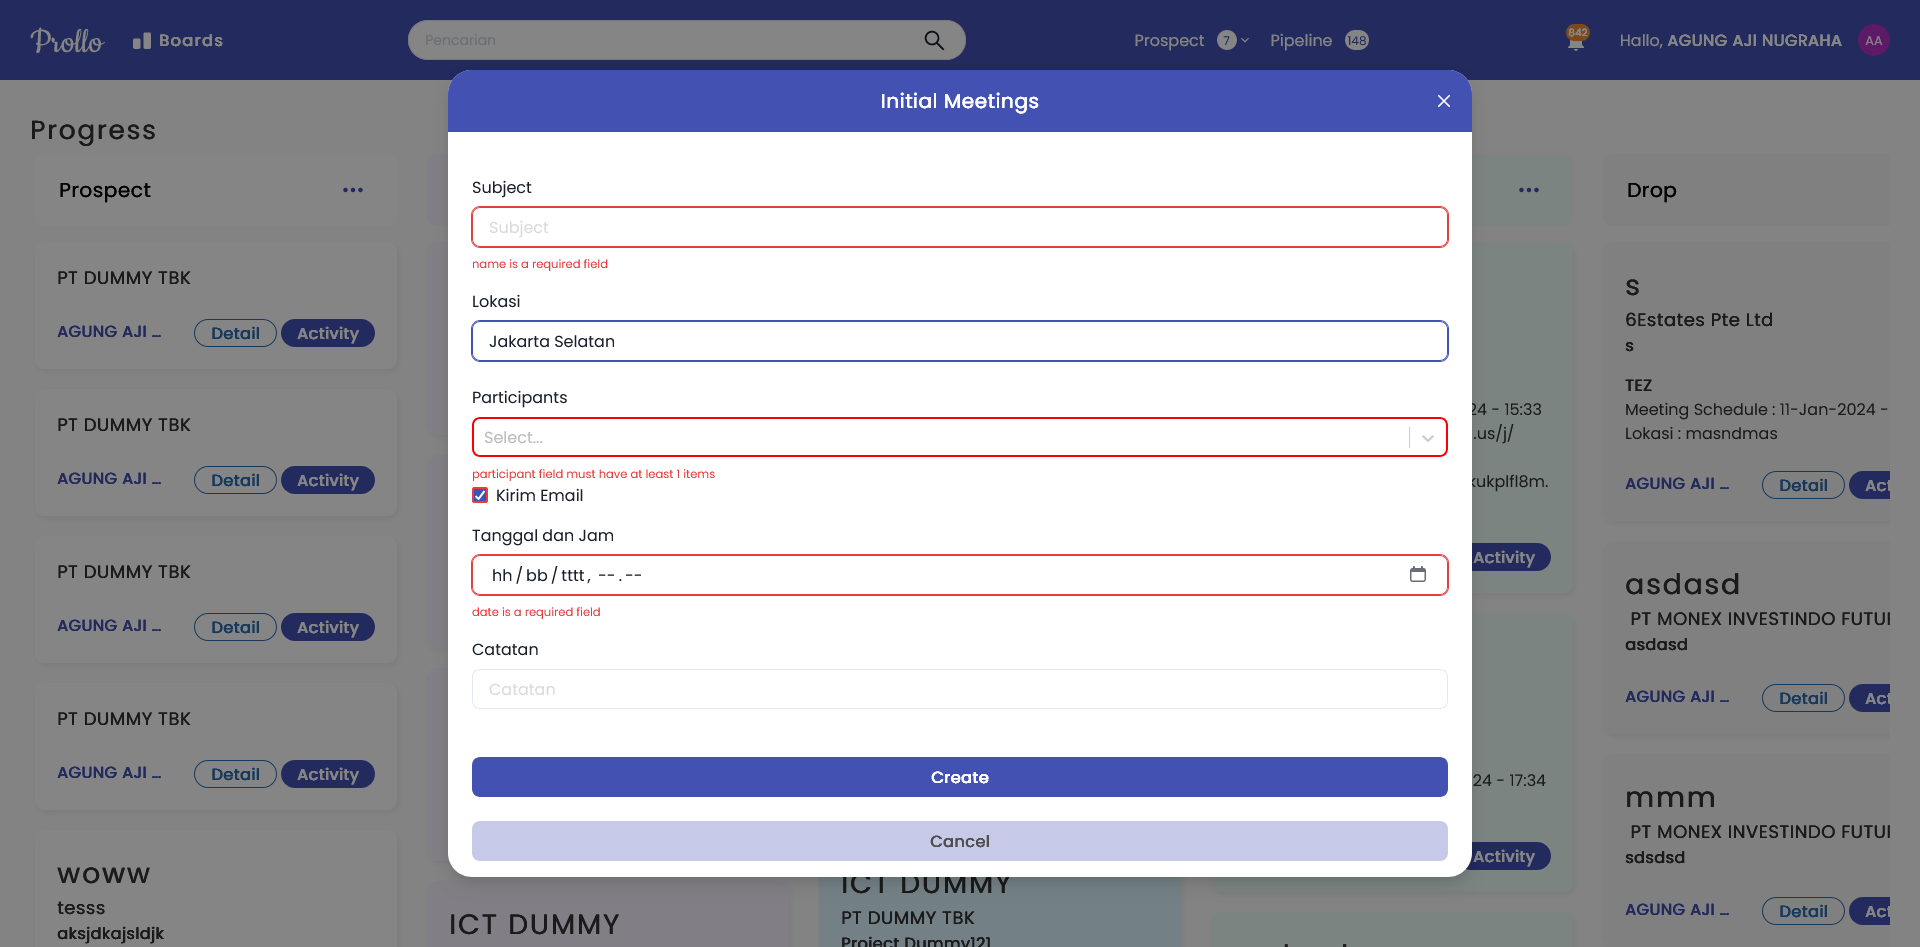 Prollo
Boards
Pencarian
Prospect 7
Pipeline 148
842
Hallo, AGUNG AJI NUGRAHA
AA
Initial Meetings
Subject
Subject
name is a required field
Lokasi
Jakarta Selatan
Participants
Select...
participant field must have at least 1 items
Kirim Email
Tanggal dan Jam
hh/bb/tttt, --.--
date is a required field
Catatan
Catatan
Create
Cancel
Progress
Prospect
PT DUMMY TBK
AGUNG AJI ...
Detail
Activity
PT DUMMY TBK
AGUNG AJI ...
Detail
Activity
PT DUMMY TBK
AGUNG AJI ...
Detail
Activity
PT DUMMY TBK
AGUNG AJI ...
Detail
Activity
woww
tesss
aksjdkajsldjk
ICT DUMMY
ICT DUMMY
PT DUMMY TBK
Project Dummy121
24 - 15:33
.us/j/
kukplfl8m.
Activity
24 - 17:34
Activity
Drop
s
6Estates Pte Ltd
s
TEZ
Meeting Schedule : 11-Jan-2024 -
Lokasi : masndmas
AGUNG AJI ...
Detail
Act
asdasd
PT MONEX INVESTINDO FUTU
asdasd
AGUNG AJI ...
Detail
Act
mmm
PT MONEX INVESTINDO FUTU
sdsdsd
AGUNG AJI ...
Detail
Act